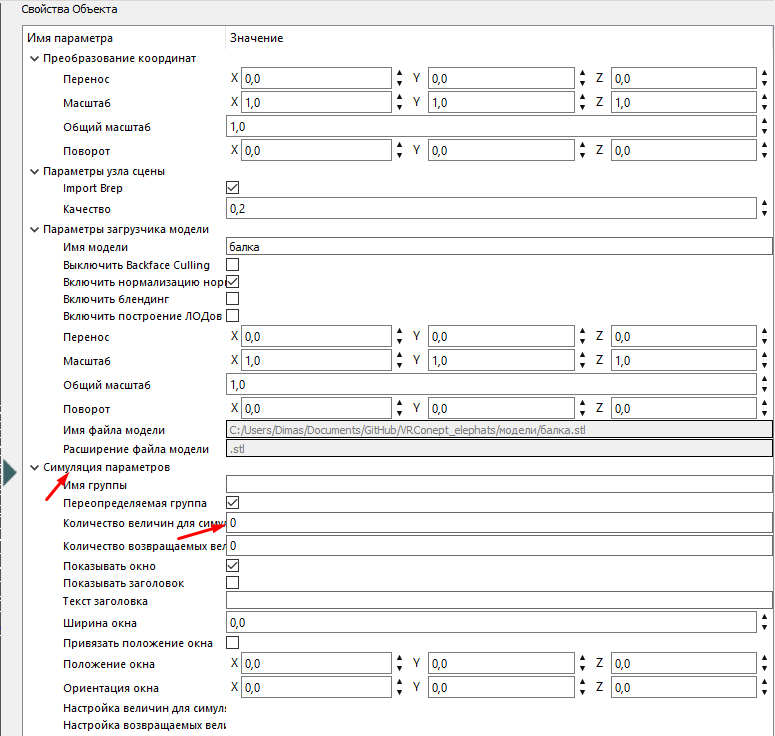 Свойства Объекта
Имя параметра Значение
Преобразование координат
Перенос X 0,0 Y 0,0 Z 0,0
Масштаб X 1,0 Y 1,0 Z 1,0
Общий масштаб 1,0
Поворот X 0,0 Y 0,0 Z 0,0
Параметры узла сцены
Import Brep
Качество 0,2
Параметры загрузчика модели
Имя модели балка
Выключить Backface Culling
Включить нормализацию нор
Включить блендинг
Включить построение ЛОДов
Перенос X 0,0 Y 0,0 Z 0,0
Масштаб X 1,0 Y 1,0 Z 1,0
Общий масштаб 1,0
Поворот X 0,0 Y 0,0 Z 0,0
Имя файла модели C:/Users/Dimas/Documents/GitHub/VRConept_elephats/модели/балка.stl
Расширение файла модели .stl
Симуляция параметров
Имя группы
Переопределяемая группа
Количество величин для симу 0
Количество возвращаемых вел 0
Показывать окно
Показывать заголовок
Текст заголовка
Ширина окна 0,0
Привязать положение окна
Положение окна X 0,0 Y 0,0 Z 0,0
Ориентация окна X 0,0 Y 0,0 Z 0,0
Настройка величин для симул
Настройка возвращаемых вели